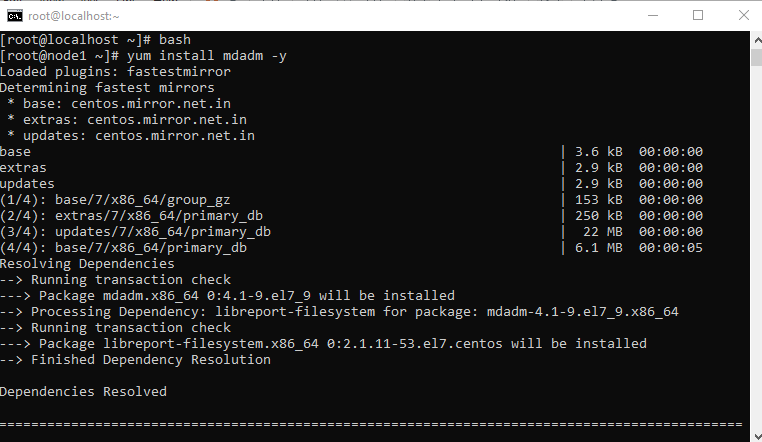 root@localhost:~
[root@localhost ~]# bash
[root@node1 ~]# yum install mdadm -y
Loaded plugins: fastestmirror
Determining fastest mirrors
 * base: centos.mirror.net.in
 * extras: centos.mirror.net.in
 * updates: centos.mirror.net.in
base                                                                  | 3.6 kB  00:00:00
extras                                                                | 2.9 kB  00:00:00
updates                                                               | 2.9 kB  00:00:00
(1/4): base/7/x86_64/group_gz                                         | 153 kB  00:00:00
(2/4): extras/7/x86_64/primary_db                                     | 250 kB  00:00:00
(3/4): updates/7/x86_64/primary_db                                    |  22 MB  00:00:00
(4/4): base/7/x86_64/primary_db                                       | 6.1 MB  00:00:05
Resolving Dependencies
--> Running transaction check
---> Package mdadm.x86_64 0:4.1-9.el7_9 will be installed
--> Processing Dependency: libreport-filesystem for package: mdadm-4.1-9.el7_9.x86_64
--> Running transaction check
---> Package libreport-filesystem.x86_64 0:2.1.11-53.el7.centos will be installed
--> Finished Dependency Resolution

Dependencies Resolved

=============================================================================================